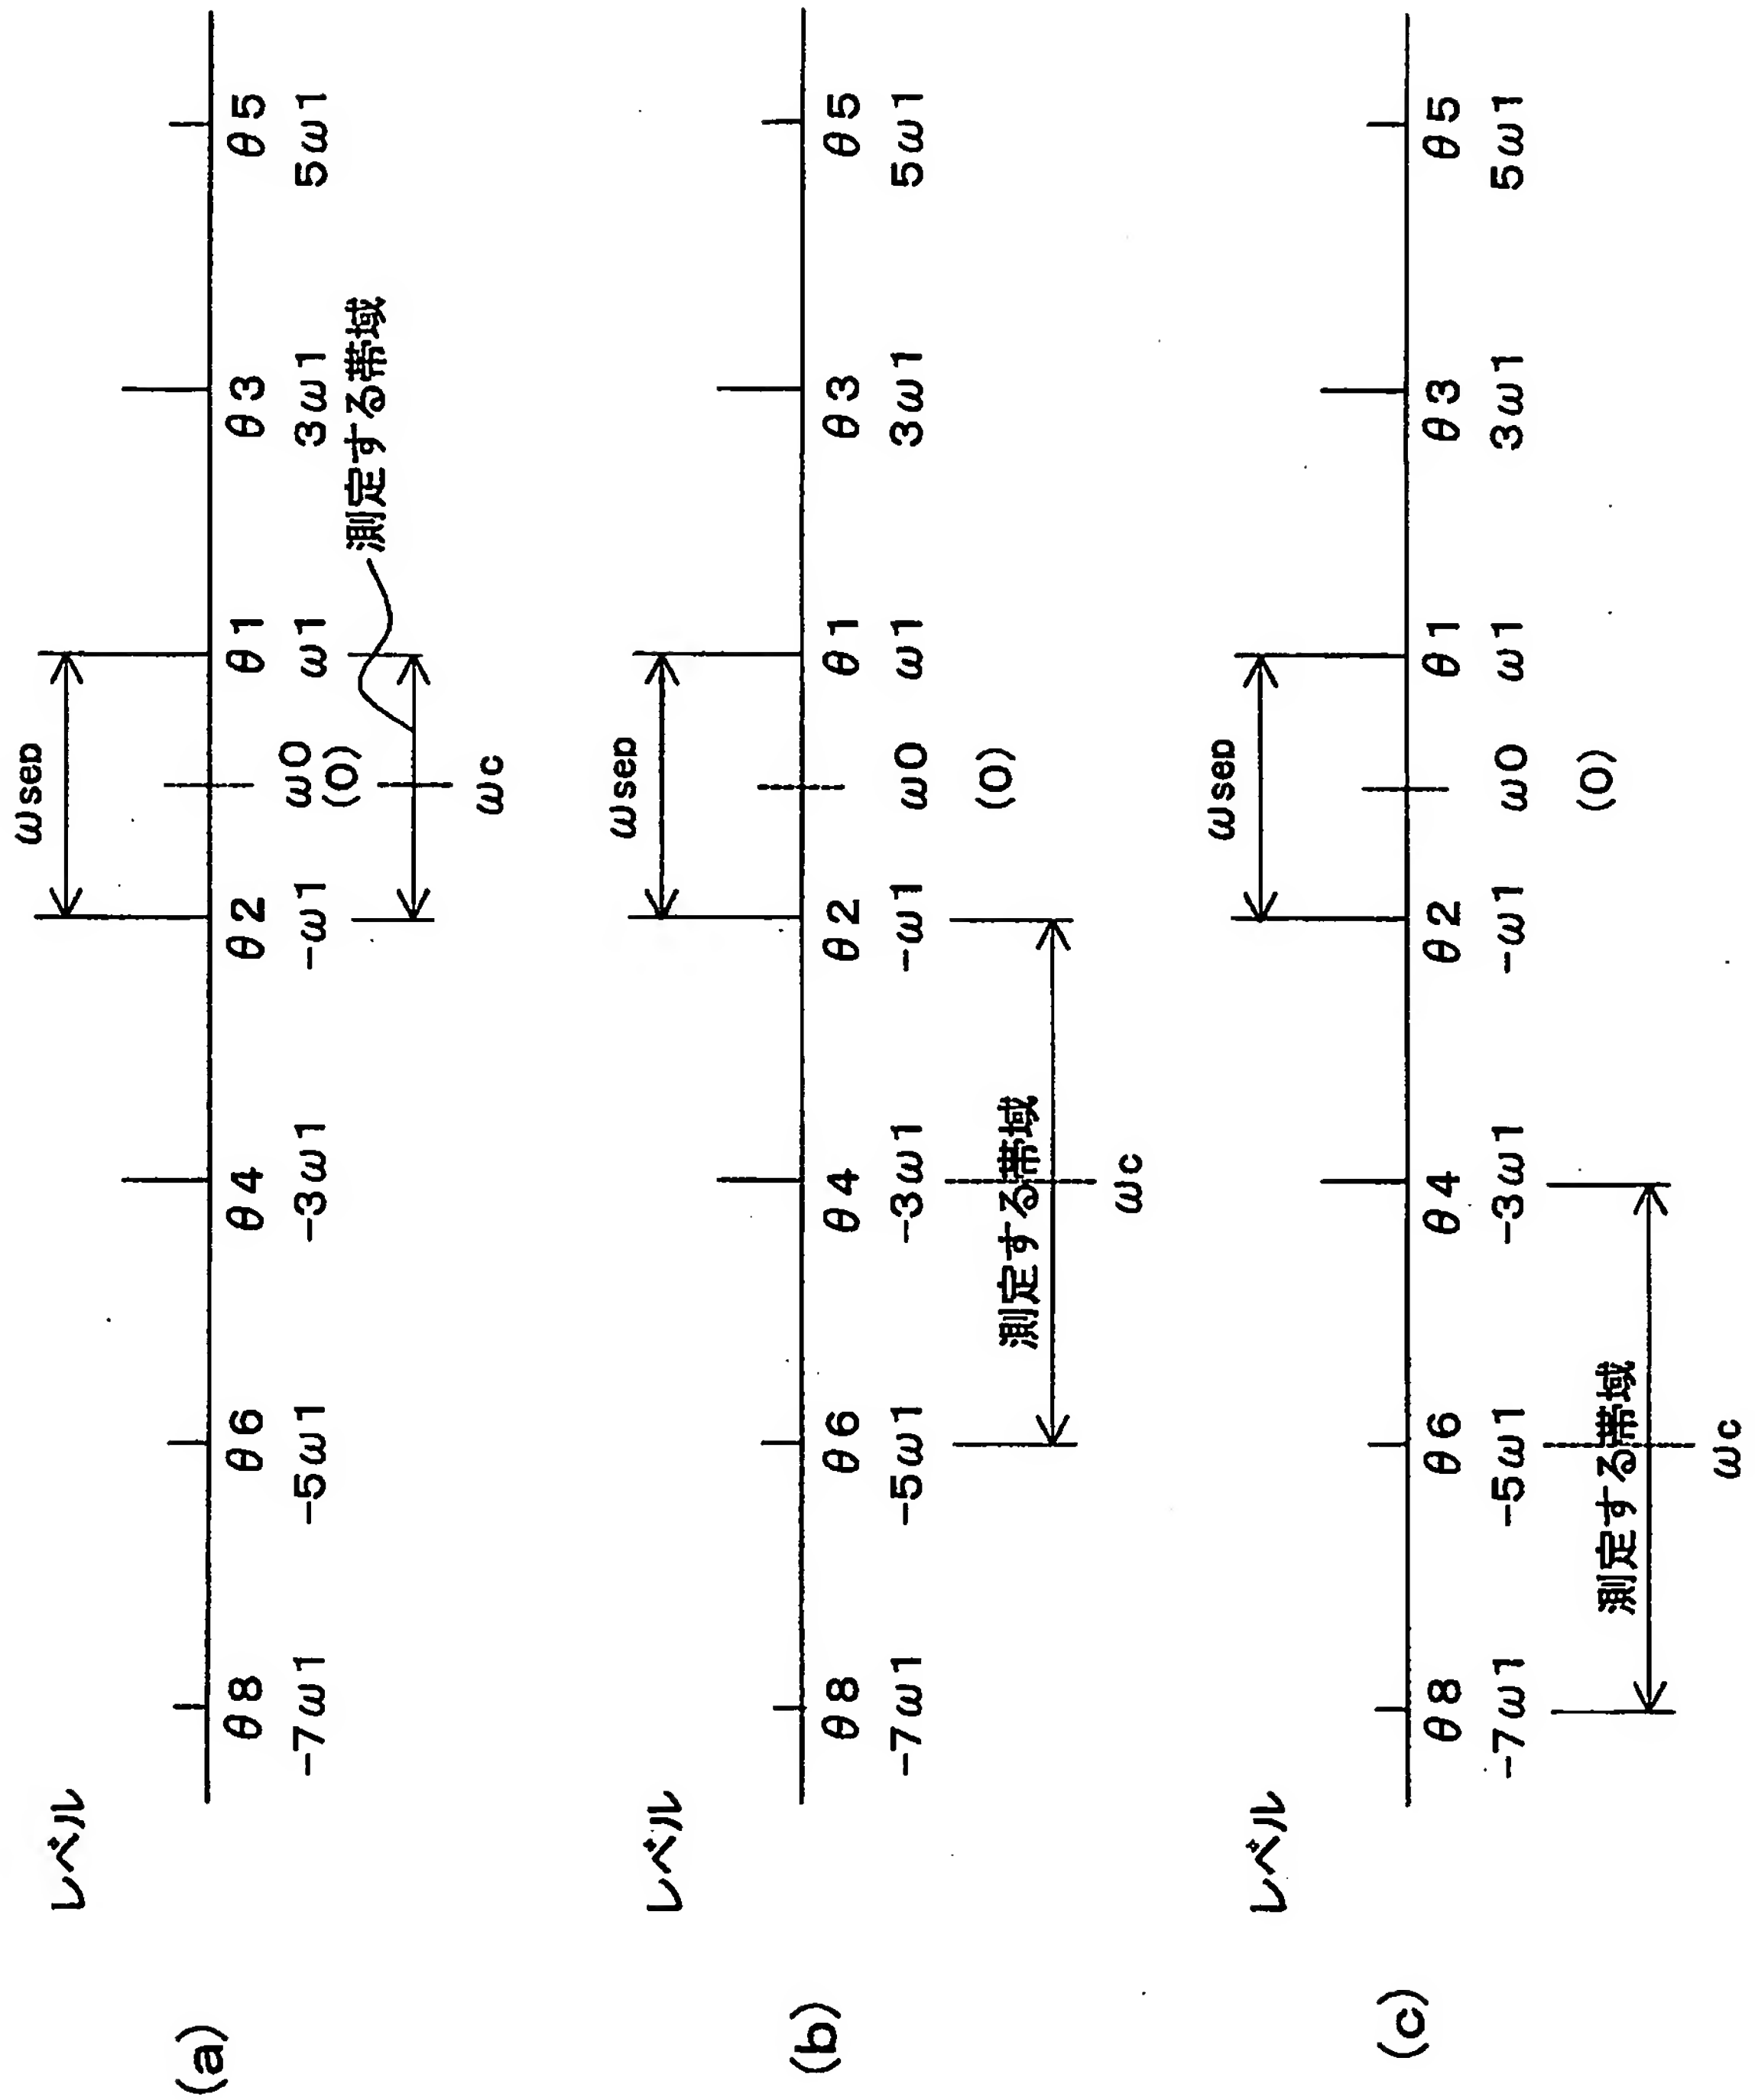 (a)
レベル
ωsep
θ8 θ6 θ4 θ2 θ1 θ3 θ5
-7ω1 -5ω1 -3ω1 -ω1 ω0 ω1 3ω1 5ω1
(0)
測定する帯域
ωc
(b)
レベル
ωsep
θ8 θ6 θ4 θ2 θ1 θ3 θ5
-7ω1 -5ω1 -3ω1 -ω1 ω0 ω1 3ω1 5ω1
(0)
測定する帯域
ωc
(c)
レベル
ωsep
θ8 θ6 θ4 θ2 θ1 θ3 θ5
-7ω1 -5ω1 -3ω1 -ω1 ω0 ω1 3ω1 5ω1
(0)
測定する帯域
ωc